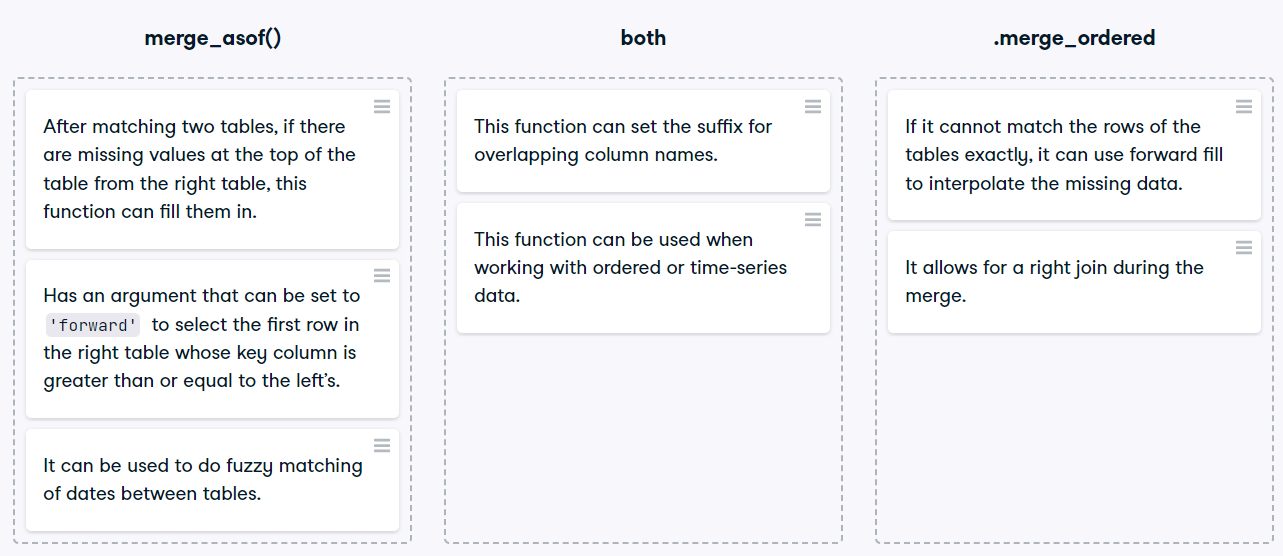 merge_asof()
After matching two tables, if there
are missing values at the top of the
table from the right table, this
function can fill them in.
Has an argument that can be set to
'forward' to select the first row in
the right table whose key column is
greater than or equal to the left’s.
It can be used to do fuzzy matching
of dates between tables.
both
This function can set the suffix for
overlapping column names.
This function can be used when
working with ordered or time-series
data.
.merge_ordered
If it cannot match the rows of the
tables exactly, it can use forward fill
to interpolate the missing data.
It allows for a right join during the
merge.